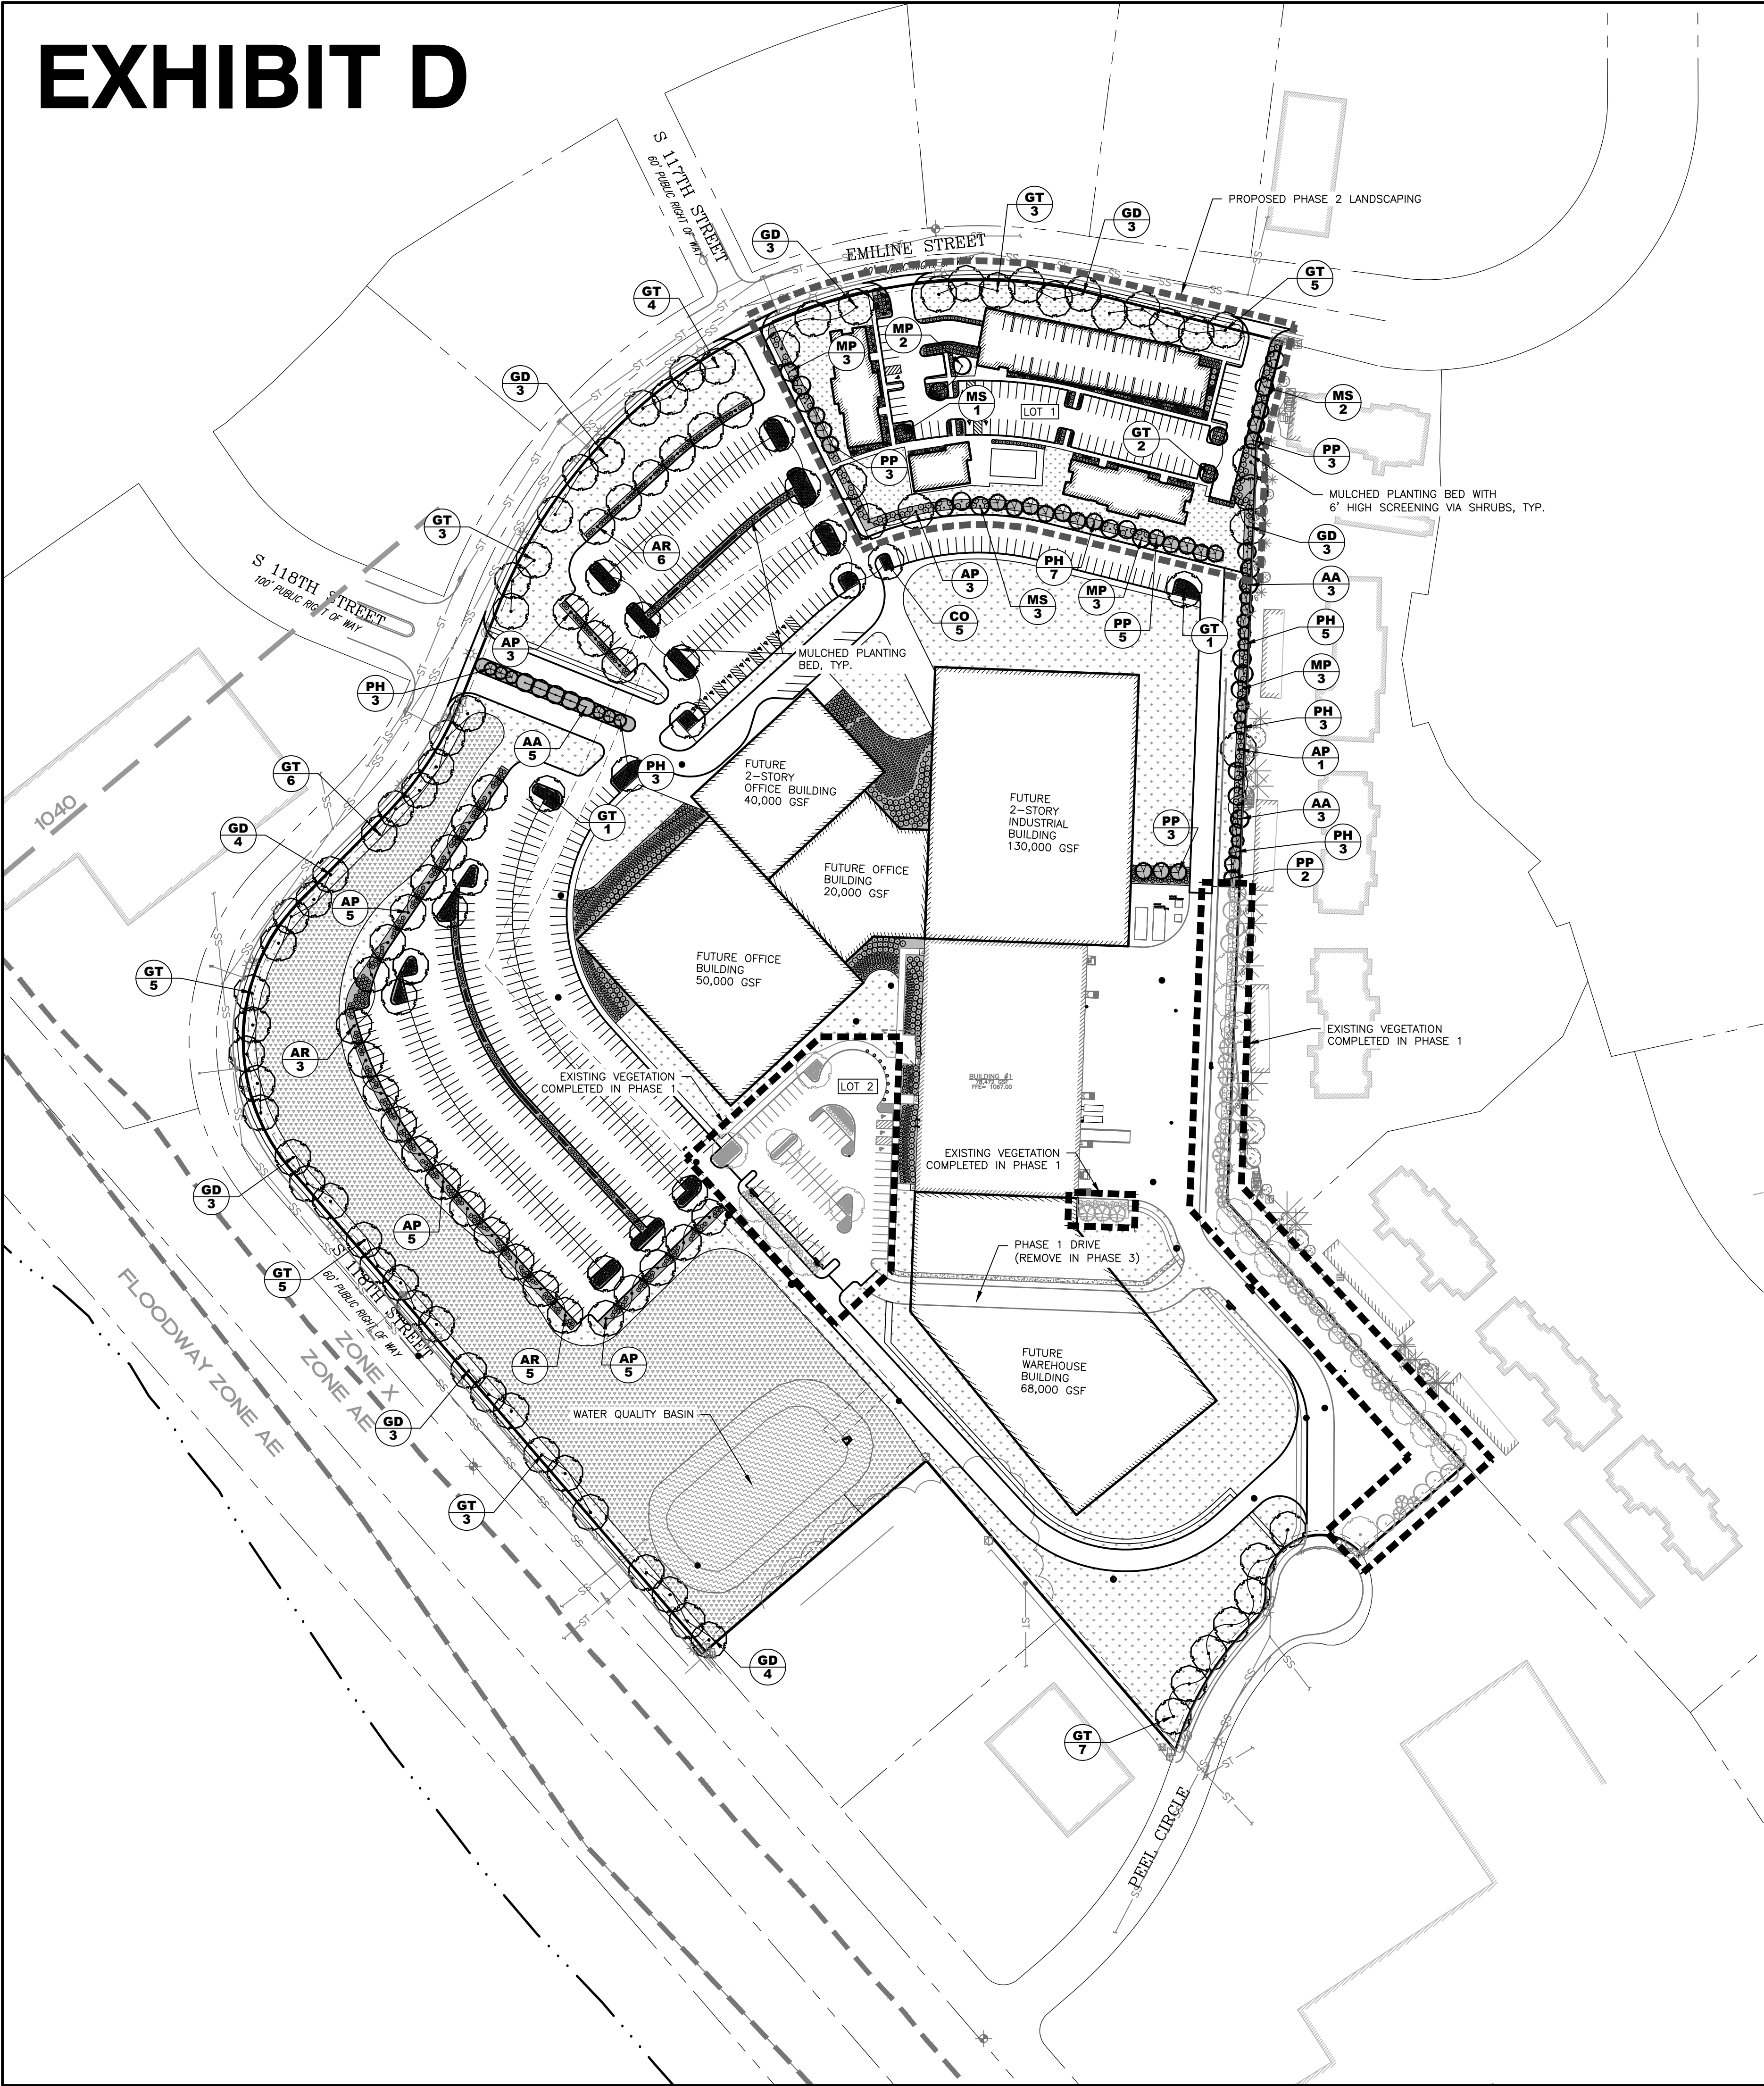 EXHIBIT D
S 117TH STREET
60' PUBLIC RIGHT OF WAY
GT
3
GD
3
PROPOSED PHASE 2 LANDSCAPING
GD
3
EMILINE STREET
GT
5
GT
4
MP
2
MP
3
GD
3
MS
1
LOT 1
MS
2
GT
2
PP
3
PP
3
MULCHED PLANTING BED WITH
6' HIGH SCREENING VIA SHRUBS, TYP.
GT
3
AR
6
GD
3
S 118TH STREET
100' PUBLIC RIGHT OF WAY
PH
7
AP
3
AA
3
MS
3
MP
3
CO
5
PP
5
GT
1
PH
5
AP
3
MULCHED PLANTING
BED, TYP.
MP
3
PH
3
PH
3
AA
5
AP
1
PH
3
GT
6
FUTURE
2-STORY
OFFICE BUILDING
40,000 GSF
FUTURE
2-STORY
INDUSTRIAL
BUILDING
130,000 GSF
1040
GT
1
PP
3
AA
3
GD
4
PH
3
PP
2
FUTURE OFFICE
BUILDING
20,000 GSF
AP
5
FUTURE OFFICE
BUILDING
50,000 GSF
GT
5
EXISTING VEGETATION
COMPLETED IN PHASE 1
AR
3
EXISTING VEGETATION
COMPLETED IN PHASE 1
LOT 2
BUILDING #1
FFE= 1067.00
EXISTING VEGETATION
COMPLETED IN PHASE 1
GD
3
AP
5
PHASE 1 DRIVE
(REMOVE IN PHASE 3)
GT
5
S 118TH STREET
60' PUBLIC RIGHT OF WAY
FLOODWAY ZONE AE
ZONE X
ZONE AE
AR
5
AP
5
FUTURE
WAREHOUSE
BUILDING
68,000 GSF
GD
3
WATER QUALITY BASIN
GT
3
GD
4
GT
7
PEEL CIRCLE